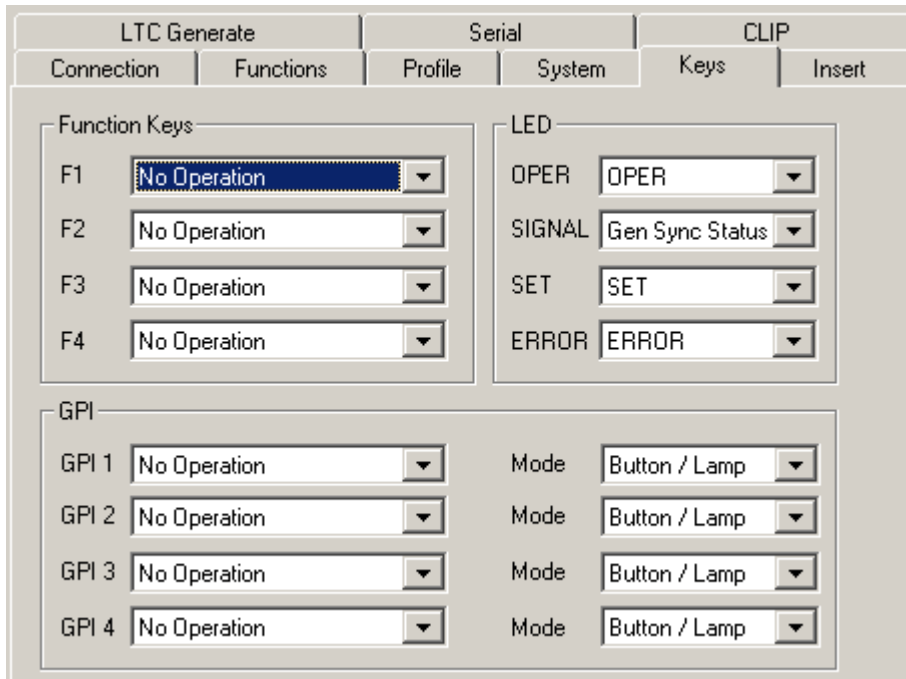 LTC Generate Serial CLIP
Connection Functions Profile System Keys Insert
Function Keys
F1 No Operation
F2 No Operation
F3 No Operation
F4 No Operation
LED
OPER OPER
SIGNAL Gen Sync Status
SET SET
ERROR ERROR
GPI
GPI 1 No Operation Mode Button / Lamp
GPI 2 No Operation Mode Button / Lamp
GPI 3 No Operation Mode Button / Lamp
GPI 4 No Operation Mode Button / Lamp